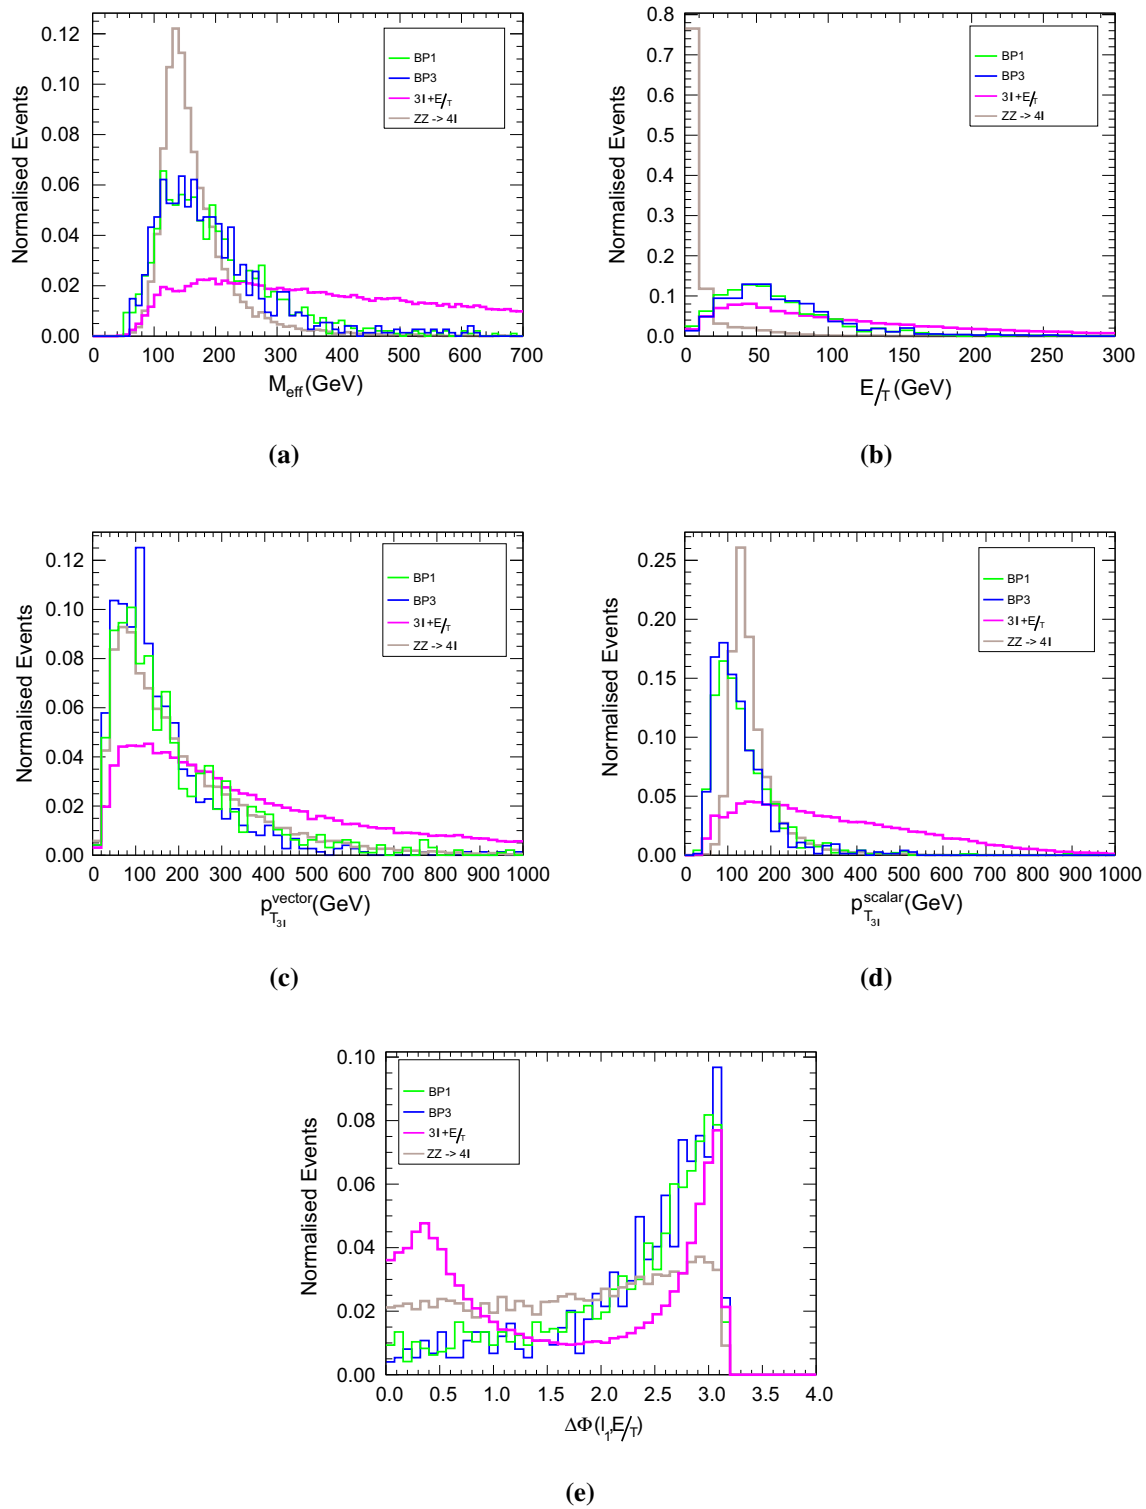 0.12
0.10
0.08
0.06
0.04
0.02
0.00
Normalised Events
BP1
BP3
3l+E/T
ZZ -> 4l
0 100 200 300 400 500 600 700
Meff(GeV)
(a)
0.8
0.7
0.6
0.5
0.4
0.3
0.2
0.1
0.0
Normalised Events
BP1
BP3
3l+E/T
ZZ -> 4l
0 50 100 150 200 250 300
E/T(GeV)
(b)
0.12
0.10
0.08
0.06
0.04
0.02
0.00
Normalised Events
BP1
BP3
3l+E/T
ZZ -> 4l
0 100 200 300 400 500 600 700 800 900 1000
pT3l vector(GeV)
(c)
0.25
0.20
0.15
0.10
0.05
0.00
Normalised Events
BP1
BP3
3l+E/T
ZZ -> 4l
0 100 200 300 400 500 600 700 800 900 1000
pT3l scalar(GeV)
(d)
0.10
0.08
0.06
0.04
0.02
0.00
Normalised Events
BP1
BP3
3l+E/T
ZZ -> 4l
0.0 0.5 1.0 1.5 2.0 2.5 3.0 3.5 4.0
ΔΦ(l1,E/T)
(e)